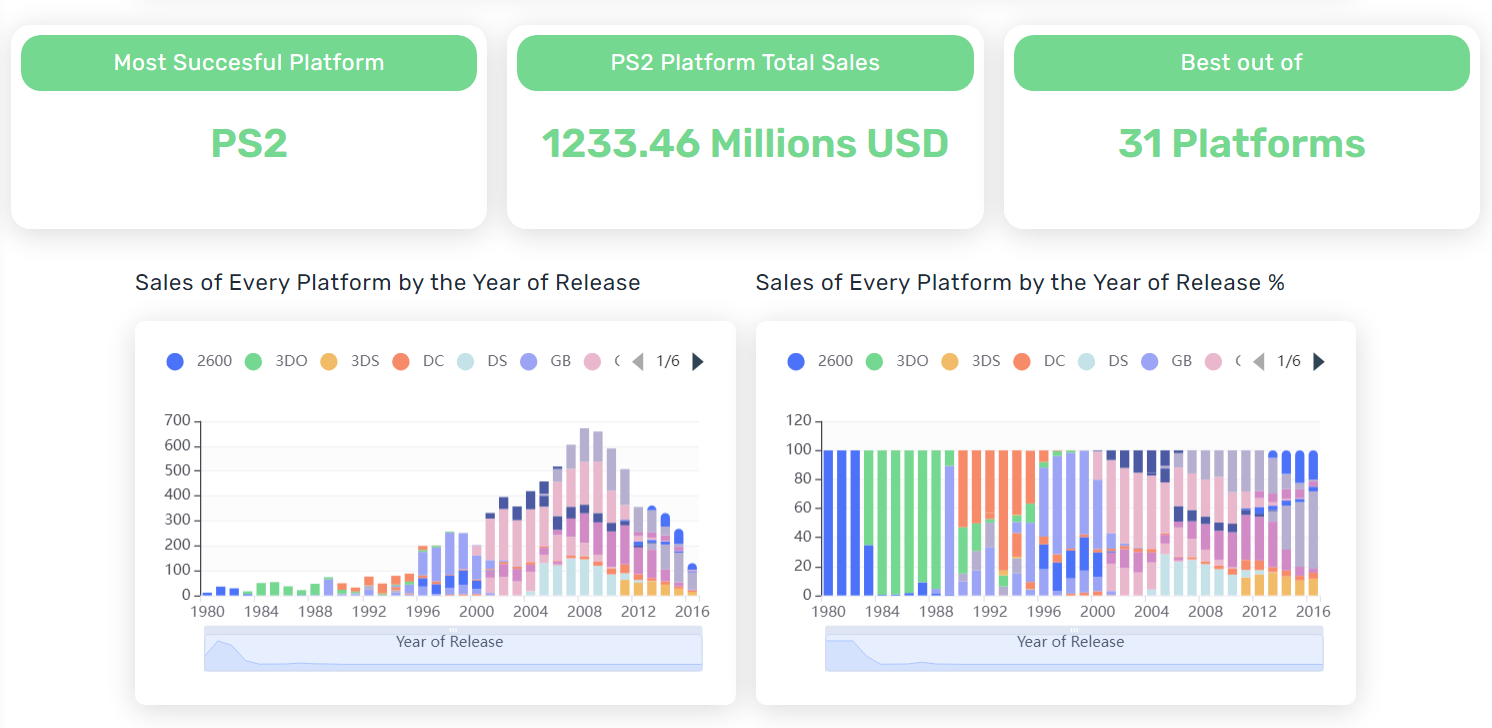 Most Succesful Platform
PS2
PS2 Platform Total Sales
1233.46 Millions USD
Best out of
31 Platforms
Sales of Every Platform by the Year of Release
2600 3DO 3DS DC DS GB 1/6
700
600
500
400
300
200
100
0
1980 1984 1988 1992 1996 2000 2004 2008 2012 2016
Year of Release
Sales of Every Platform by the Year of Release %
2600 3DO 3DS DC DS GB 1/6
120
100
80
60
40
20
0
1980 1984 1988 1992 1996 2000 2004 2008 2012 2016
Year of Release